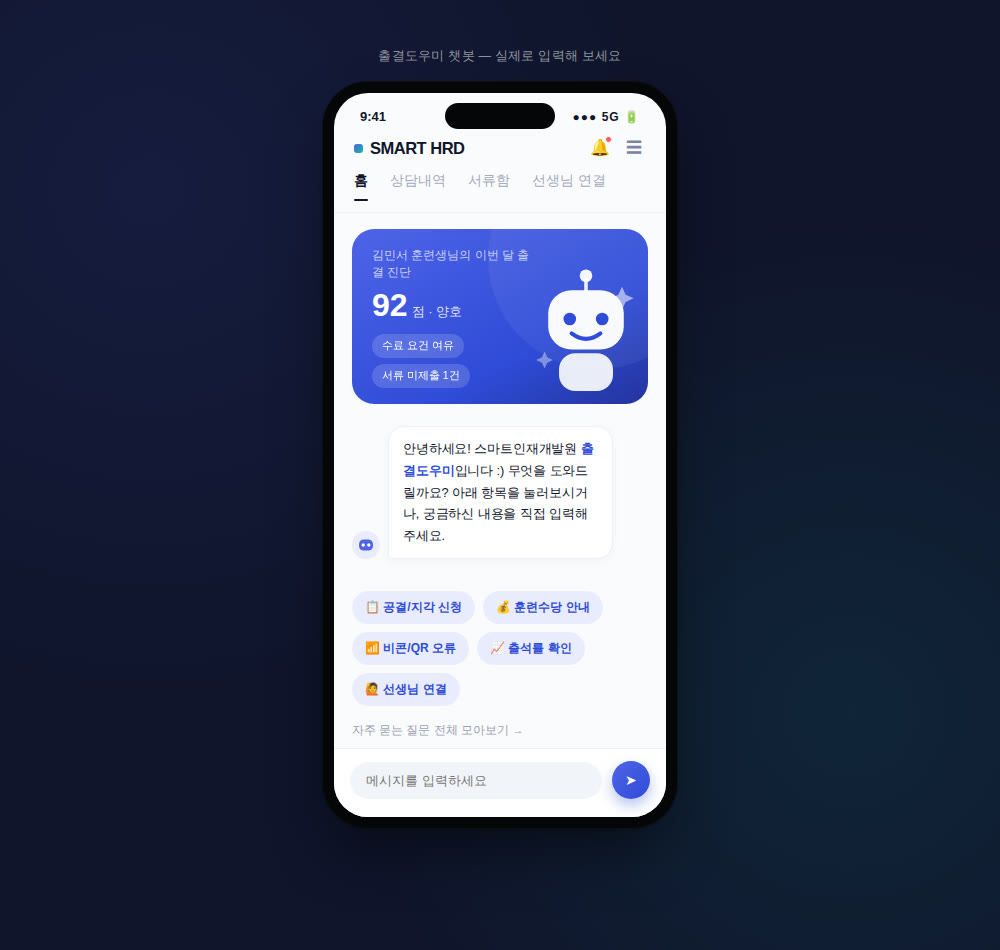 출결도우미 챗봇 — 실제로 입력해 보세요
9:41
5G
SMART HRD
홈 상담내역 서류함 선생님 연결
김민서 훈련생님의 이번 달 출
결 진단
92 점 · 양호
수료 요건 여유
서류 미제출 1건
안녕하세요! 스마트인재개발원 출
결도우미입니다 :) 무엇을 도와드
릴까요? 아래 항목을 눌러보시거
나, 궁금하신 내용을 직접 입력해
주세요.
📋 공결/지각 신청
💰 훈련수당 안내
📶 비콘/QR 오류
📈 출석률 확인
🙋 선생님 연결
자주 묻는 질문 전체 모아보기 →
메시지를 입력하세요